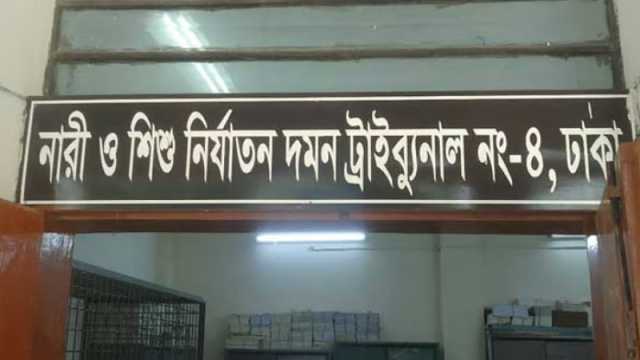 নারী ও শিশু নির্যাতন দমন ট্রাইব্যুনাল নং-৪, ঢাকা